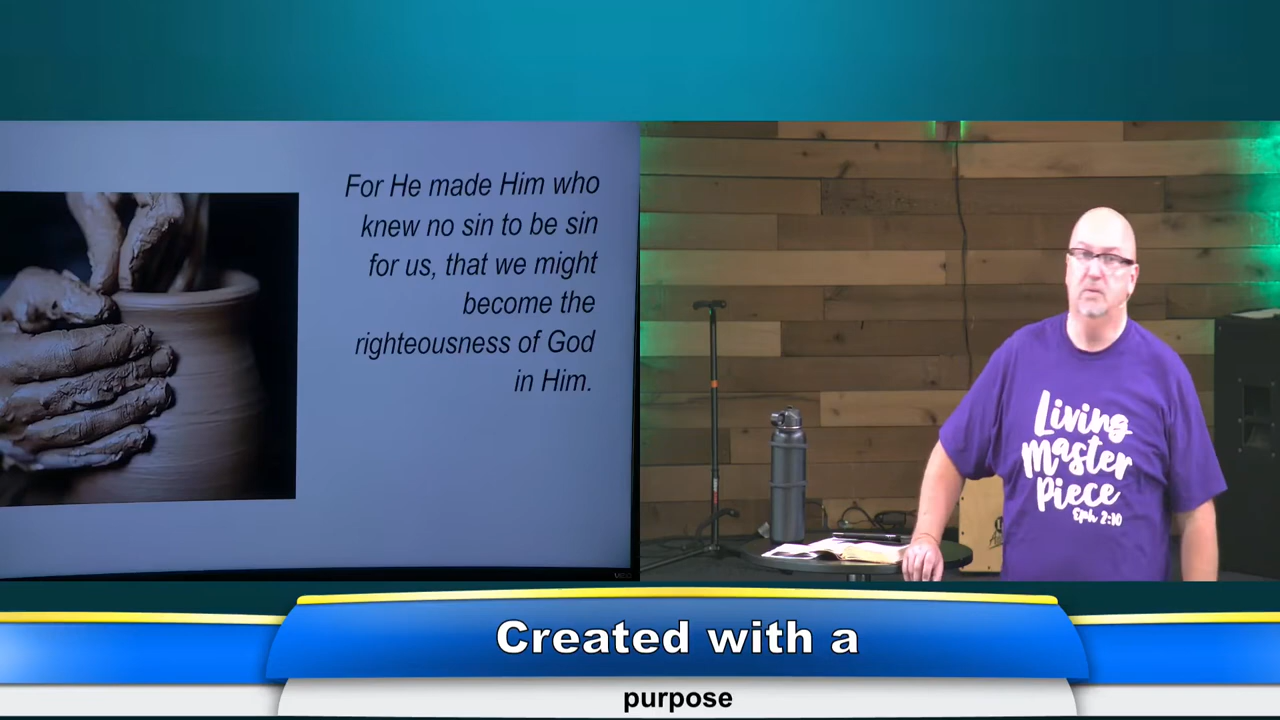 For He made Him who
knew no sin to be sin
for us, that we might
become the
righteousness of God
in Him.
Living
Master
Piece
Eph 2:10
Created with a
purpose